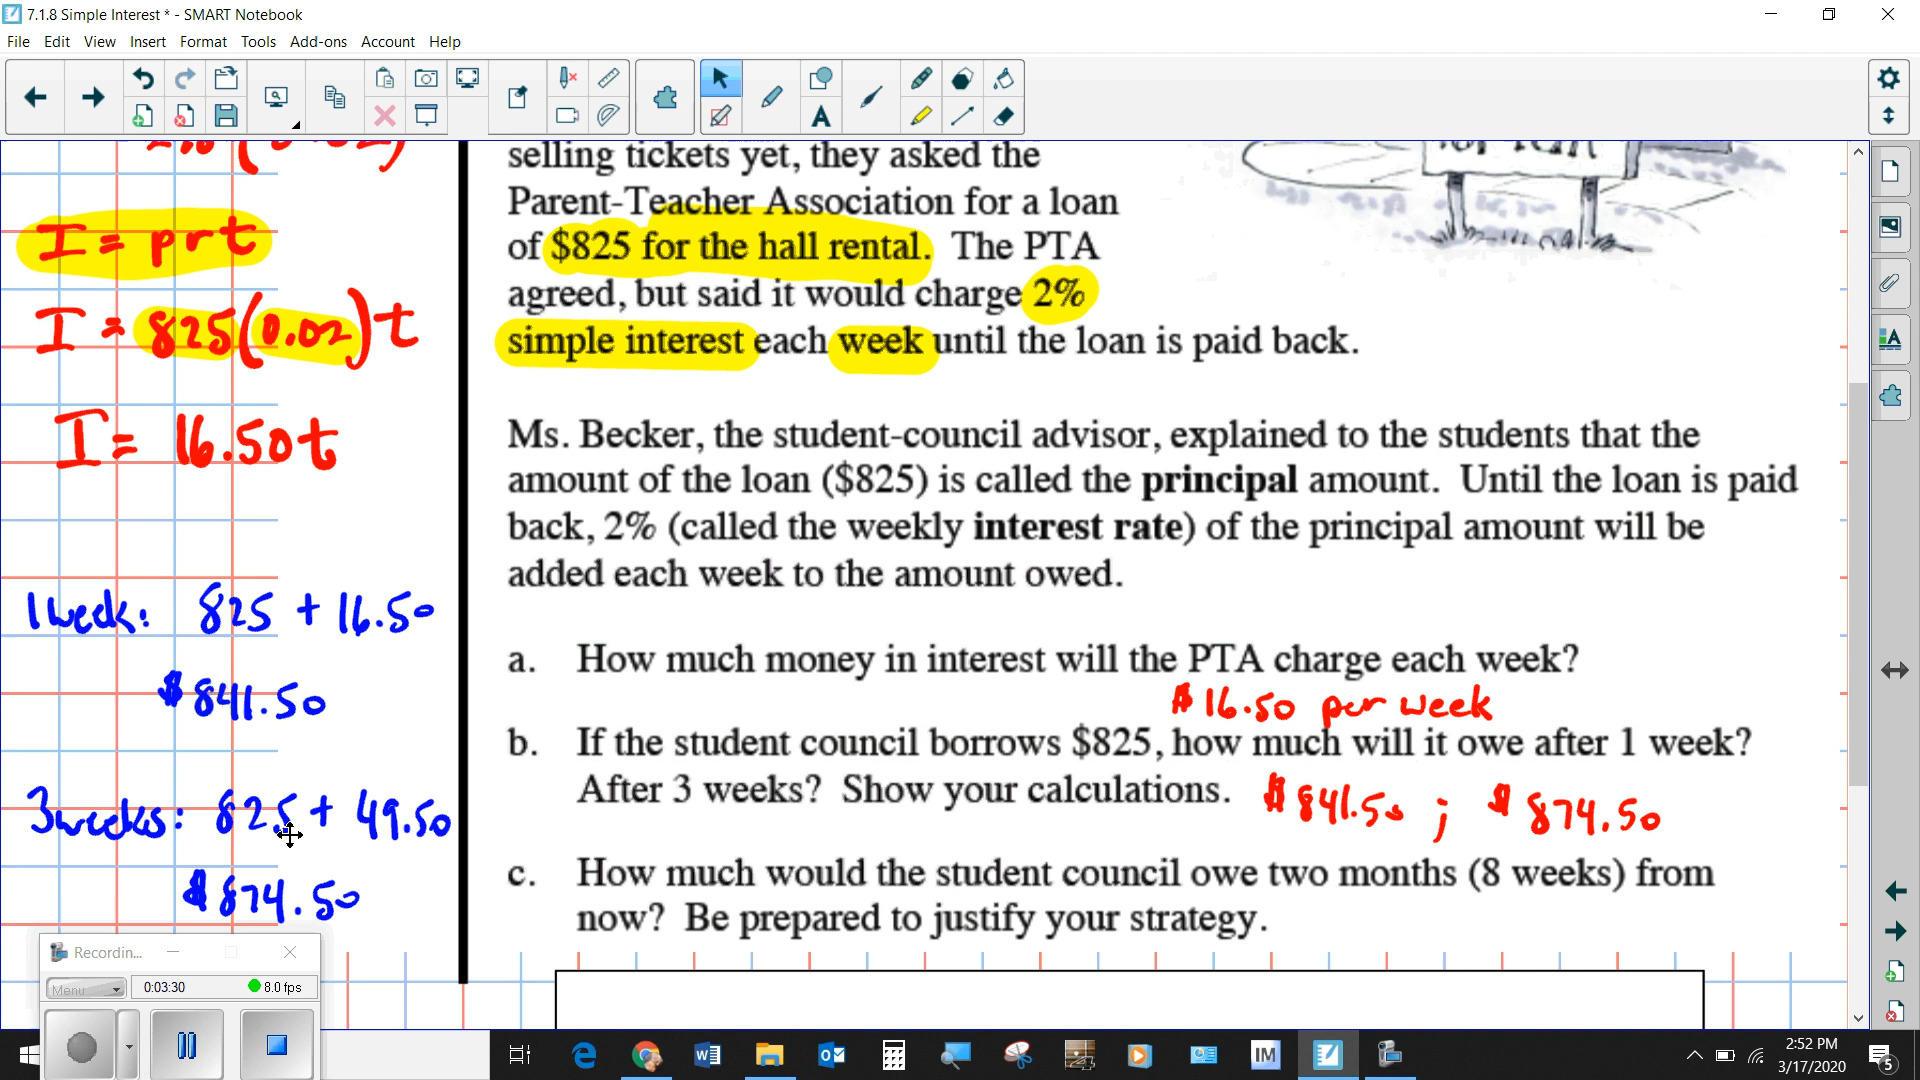 7.1.8 Simple Interest * - SMART Notebook
File Edit View Insert Format Tools Add-ons Account Help
I = prt
I = 825(0.02)t
I = 16.50t
1 week: 825 + 16.50
$841.50
3 weeks: 825 + 49.50
$874.50
selling tickets yet, they asked the
Parent-Teacher Association for a loan
of $825 for the hall rental. The PTA
agreed, but said it would charge 2%
simple interest each week until the loan is paid back.
Ms. Becker, the student-council advisor, explained to the students that the
amount of the loan ($825) is called the principal amount. Until the loan is paid
back, 2% (called the weekly interest rate) of the principal amount will be
added each week to the amount owed.
a. How much money in interest will the PTA charge each week?
$16.50 per week
b. If the student council borrows $825, how much will it owe after 1 week?
After 3 weeks? Show your calculations. $841.50 ; $874.50
c. How much would the student council owe two months (8 weeks) from
now? Be prepared to justify your strategy.
Recordin...
Menu 0:03:30 8.0 fps
IM
2:52 PM
3/17/2020
5